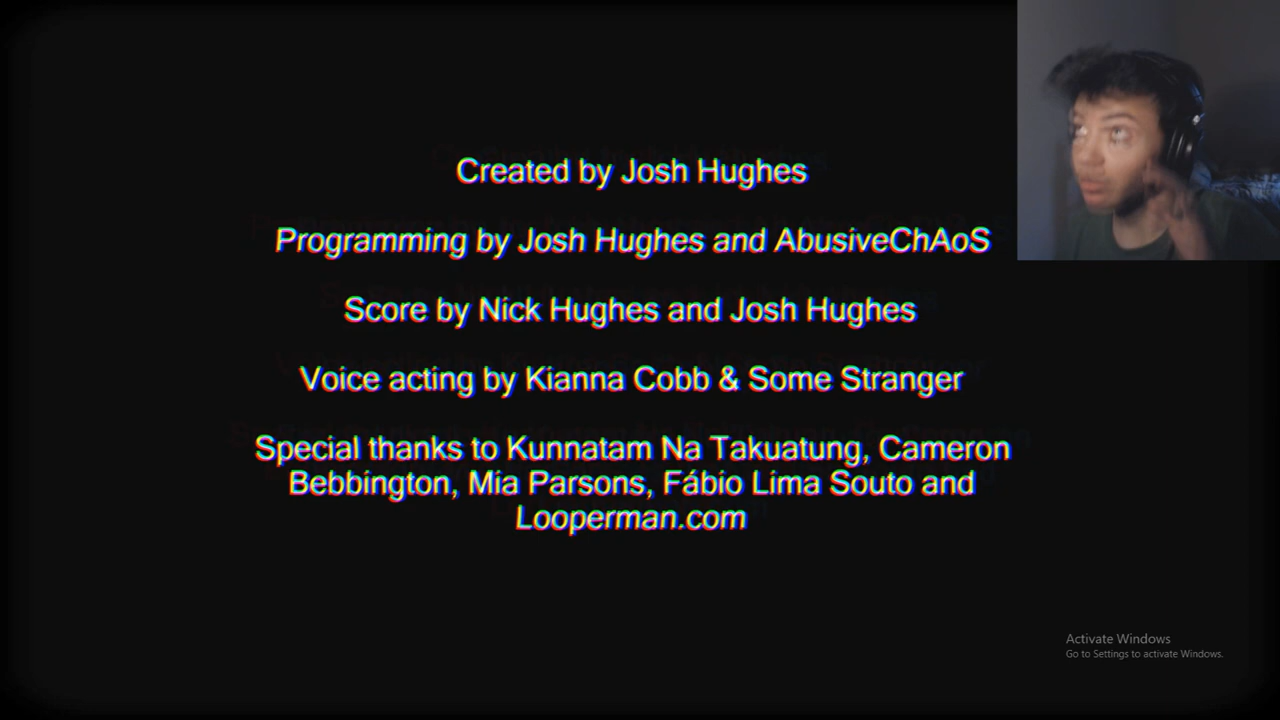 Created by Josh Hughes
Programming by Josh Hughes and AbusiveChAoS
Score by Nick Hughes and Josh Hughes
Voice acting by Kianna Cobb & Some Stranger
Special thanks to Kunnatam Na Takuatung, Cameron
Bebbington, Mia Parsons, Fábio Lima Souto and
Looperman.com
Activate Windows
Go to Settings to activate Windows.